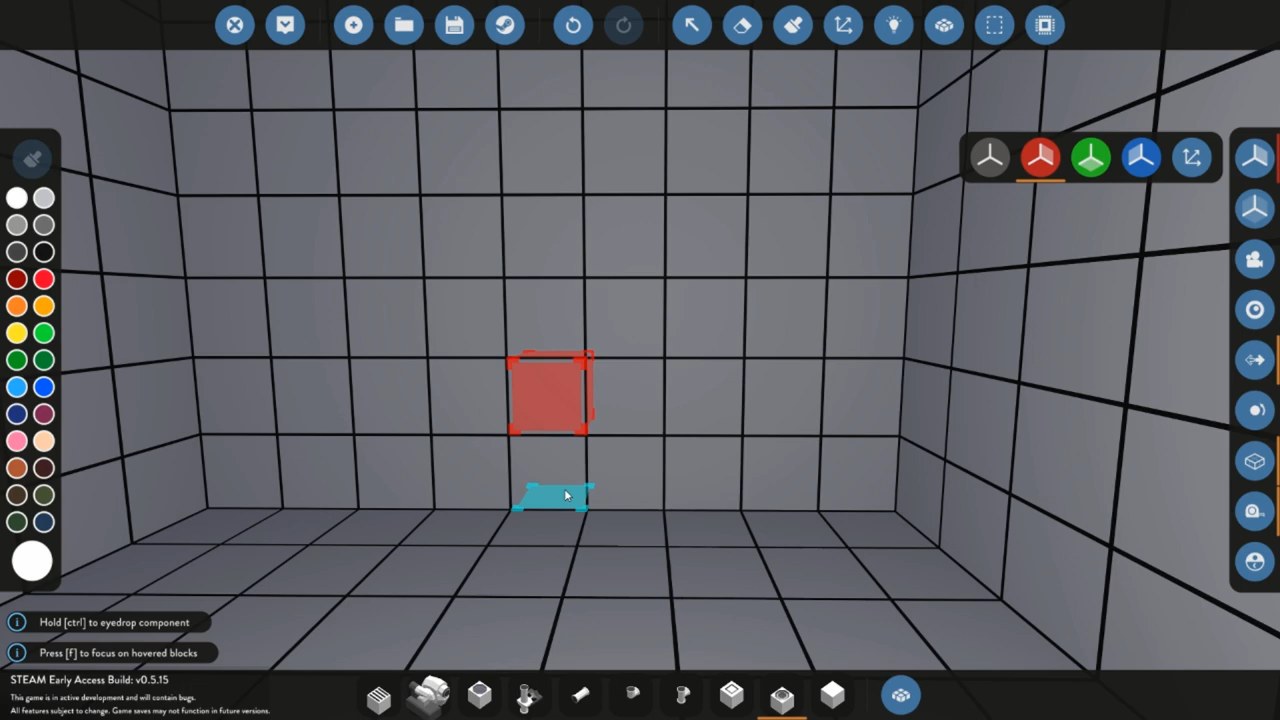 Hold [ctrl] to eyedrop component
Press [f] to focus on hovered blocks
STEAM Early Access Build: v0.5.15
This game is in active development and will contain bugs.
All features subject to change. Game saves may not function in future versions.